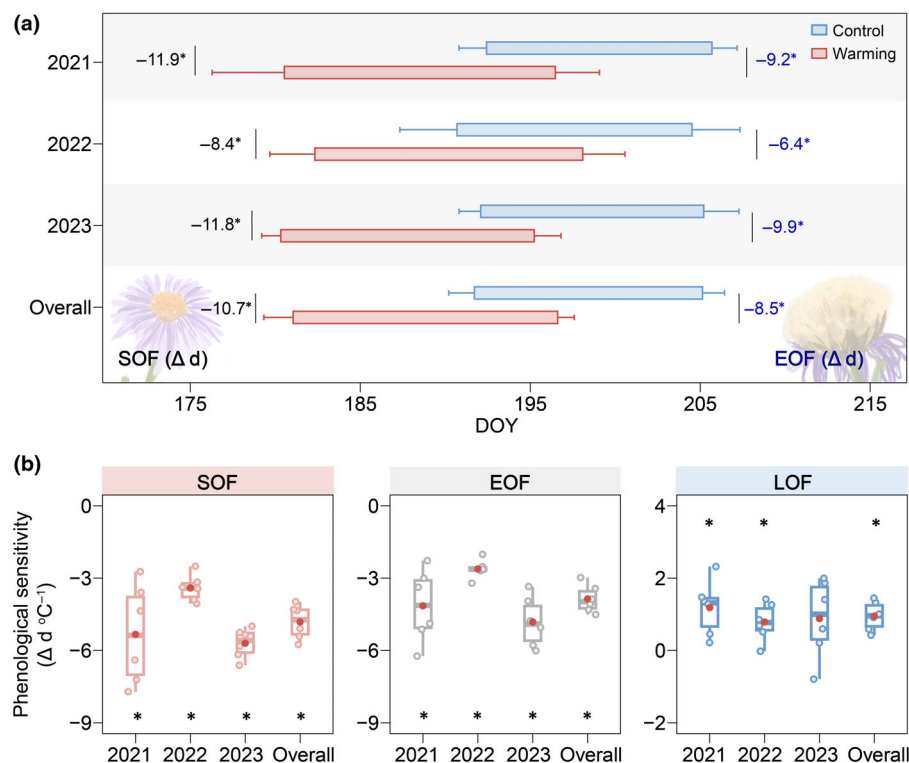 (a)
Control
Warming
2021
−11.9*
−9.2*
2022
−8.4*
−6.4*
2023
−11.8*
−9.9*
Overall
−10.7*
−8.5*
SOF (Δ d)
EOF (Δ d)
175 185 195 205 215
DOY
(b)
SOF EOF LOF
Phenological sensitivity
(Δ d °C⁻¹)
0 0 4
* * *
−3 −3 2
−6 −6 0
* * * * * * * *
−9 −9 −2
2021 2022 2023 Overall 2021 2022 2023 Overall 2021 2022 2023 Overall